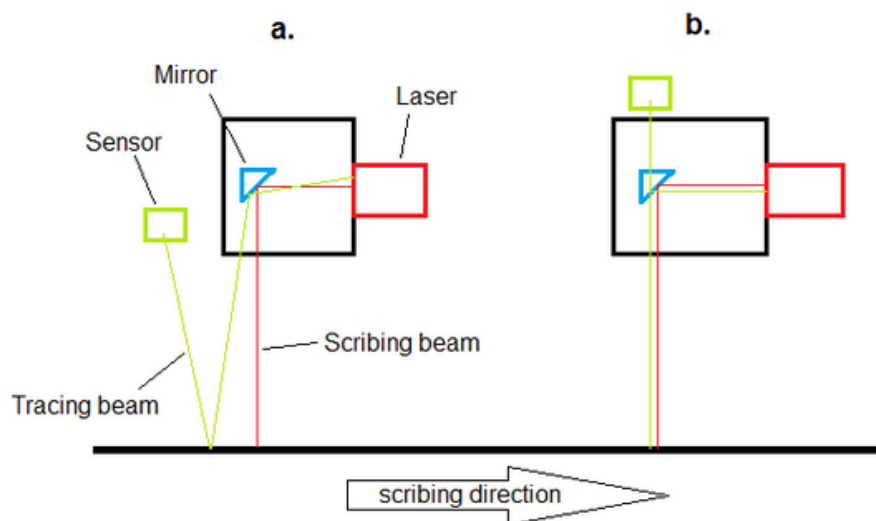 a.
b.
Mirror
Laser
Sensor
Scribing beam
Tracing beam
scribing direction